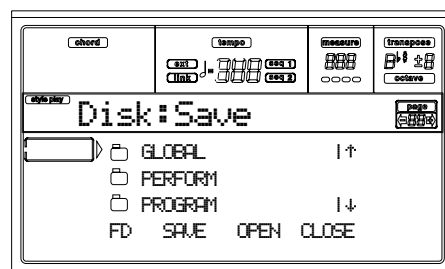 chord tempo measure transpose
ext seq 1
link seq 2
octave
style play
Disk:Save
page
GLOBAL |↑
PERFORM
PROGRAM |↓
FD SAVE OPEN CLOSE